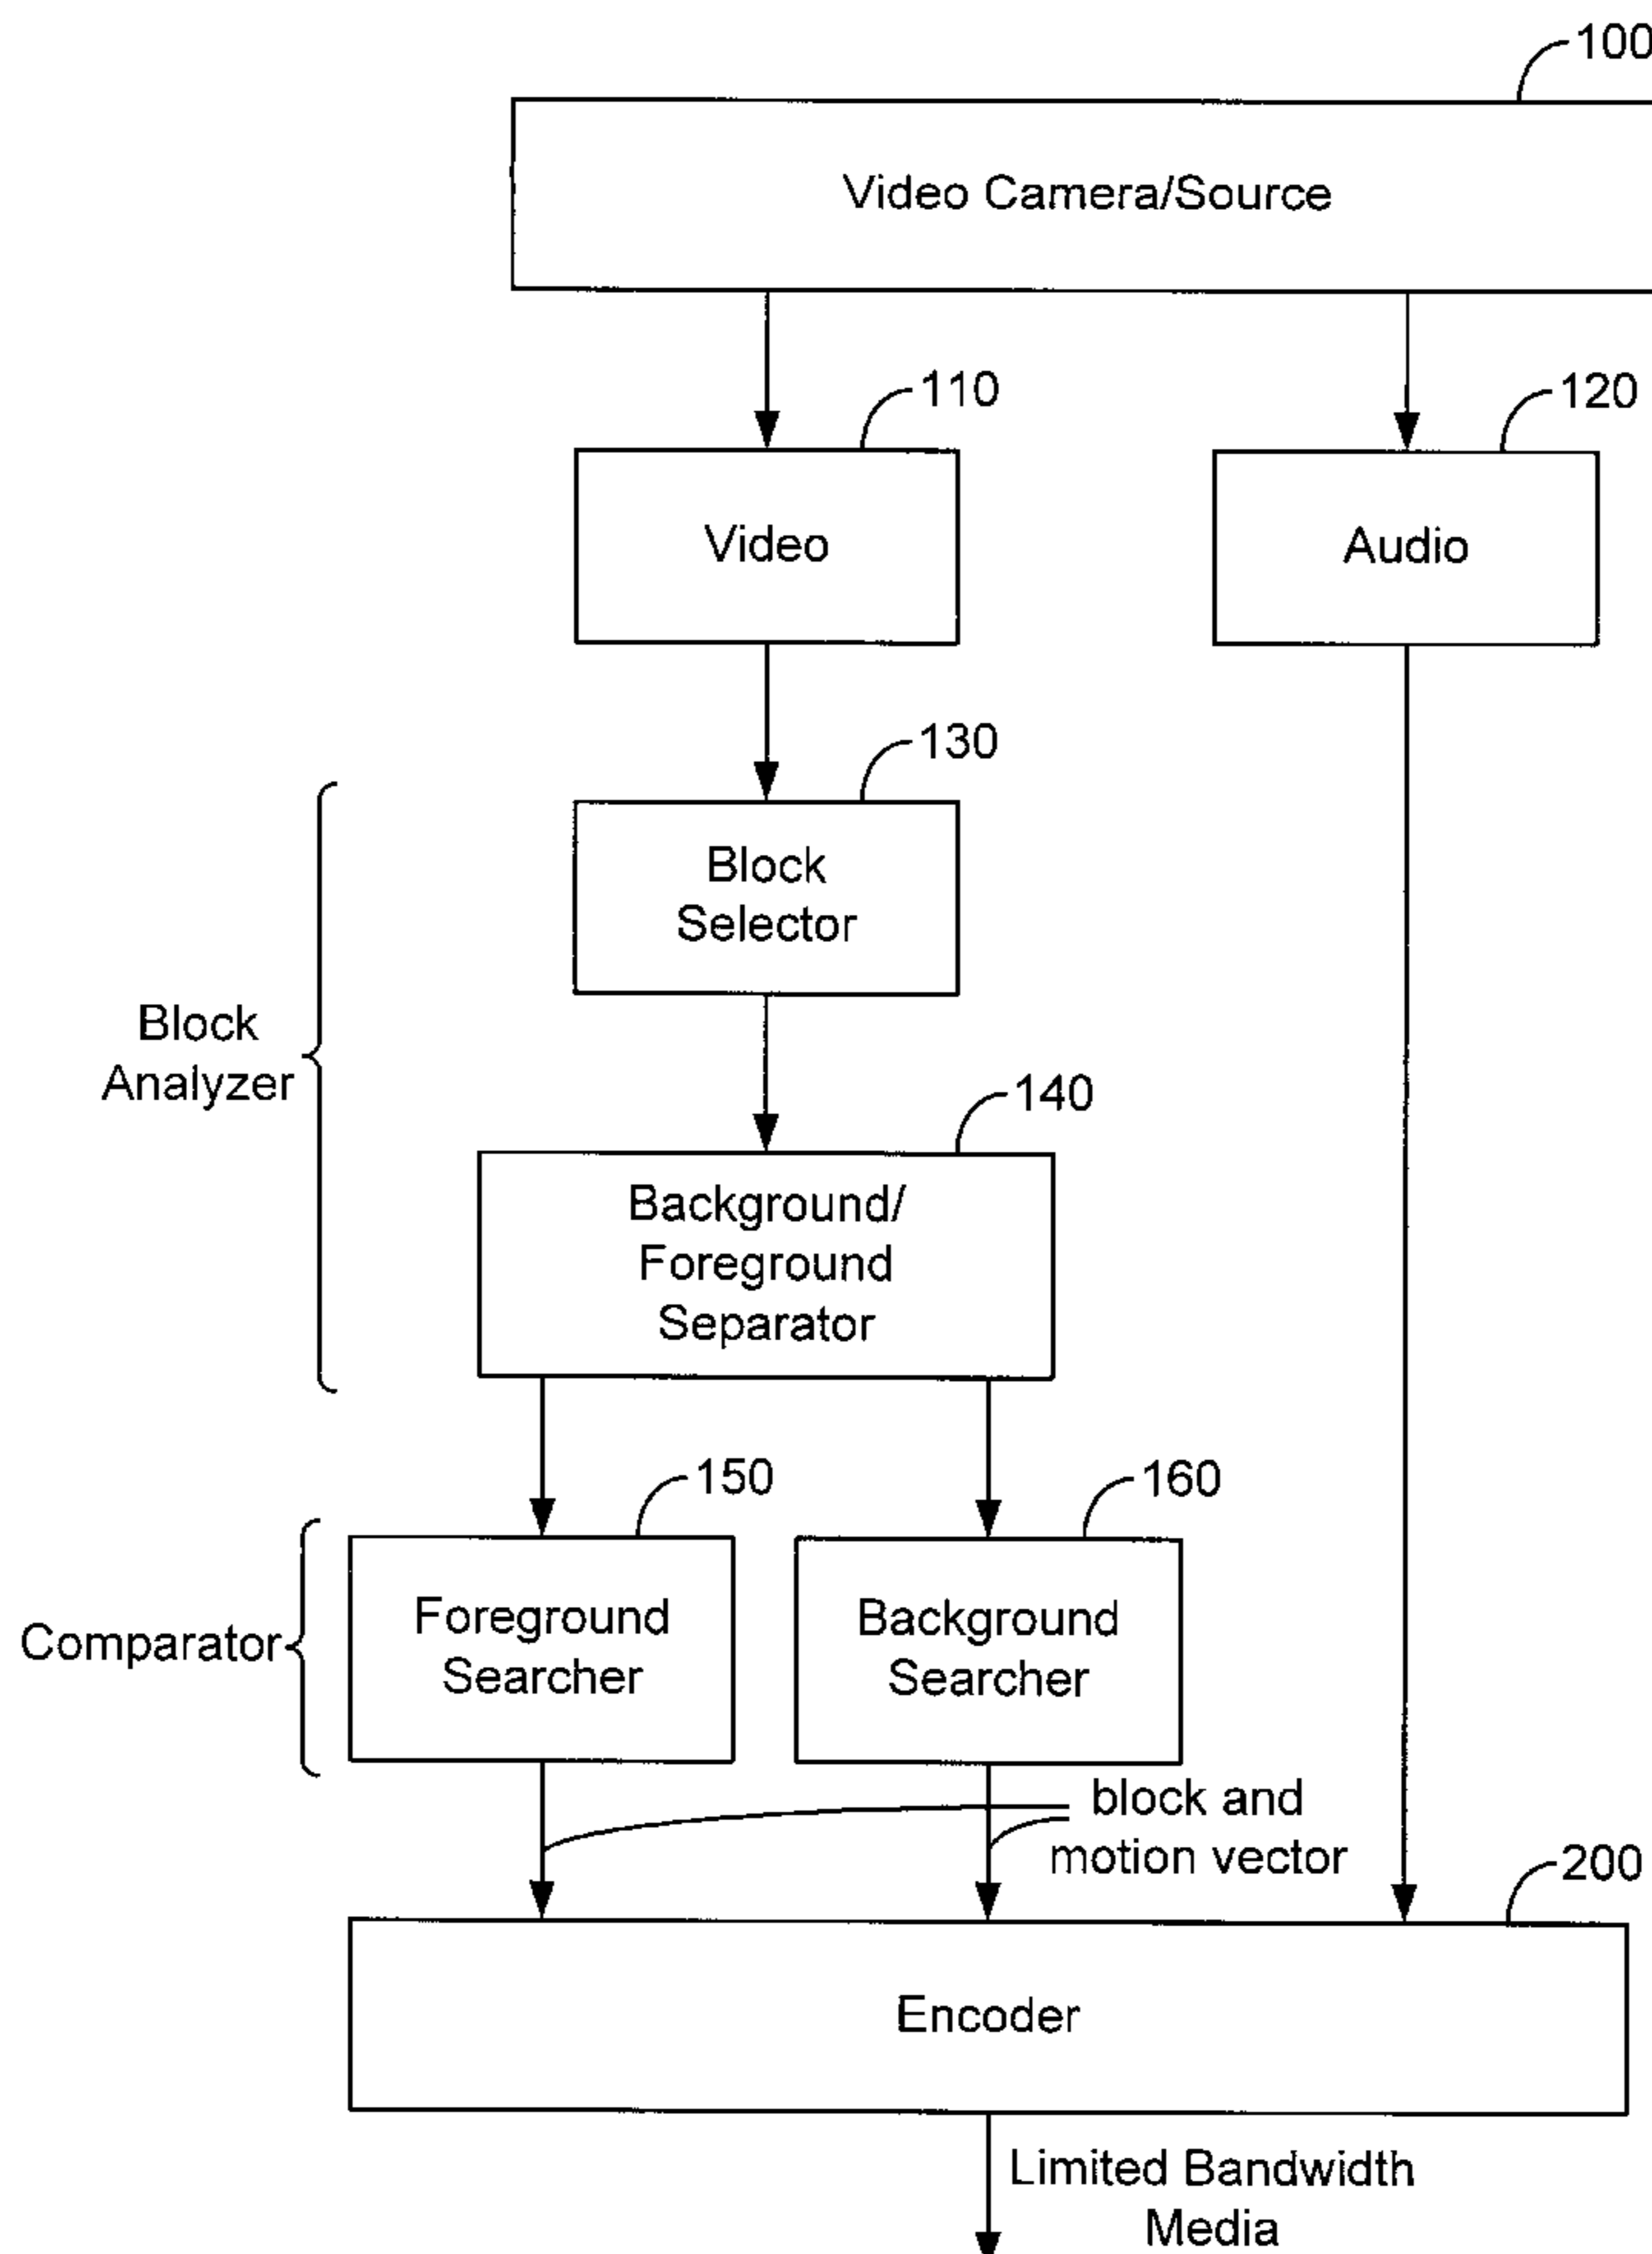 100
Video Camera/Source
110
120
Video
Audio
130
Block
Selector
Block
Analyzer
140
Background/
Foreground
Separator
150
160
Foreground
Searcher
Background
Searcher
Comparator
block and
motion vector
200
Encoder
Limited Bandwidth
Media